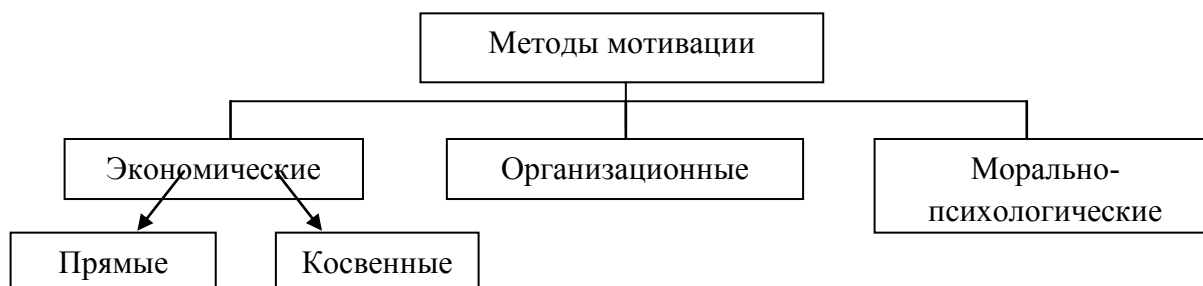 Методы мотивации
Экономические
Организационные
Морально-
психологические
Прямые
Косвенные